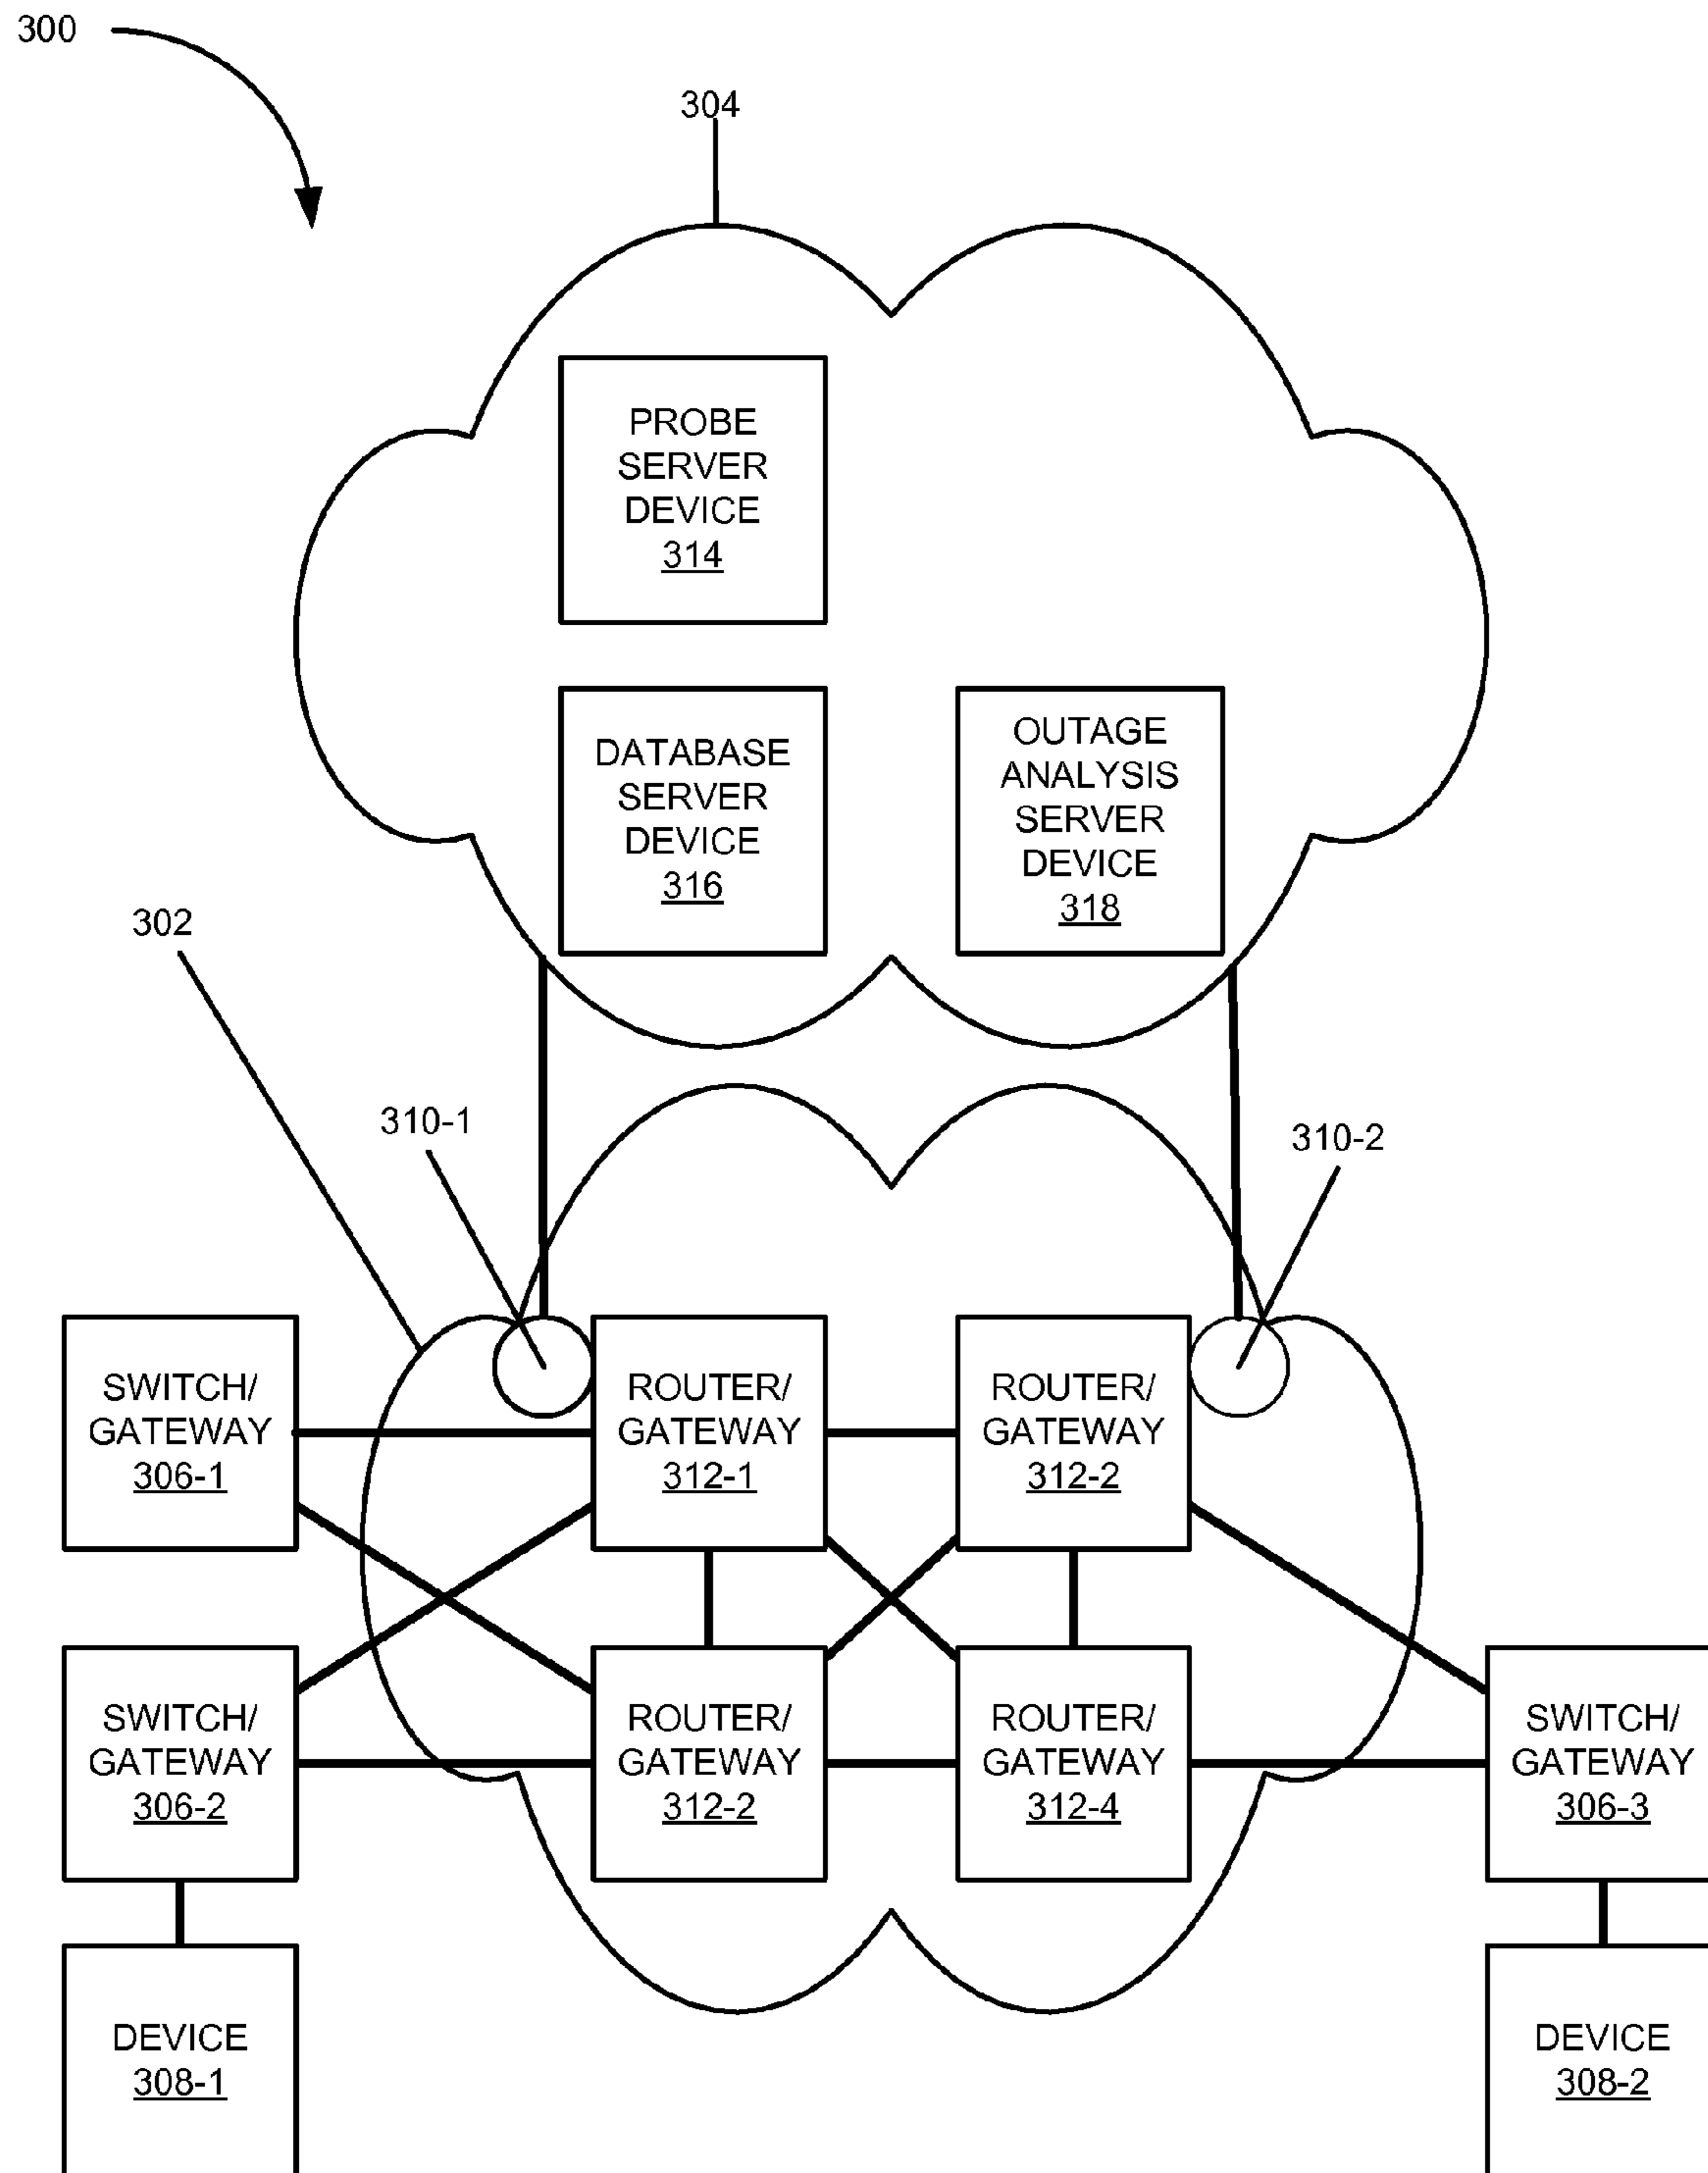 300
304
PROBE
SERVER
DEVICE
314
DATABASE
SERVER
DEVICE
316
OUTAGE
ANALYSIS
SERVER
DEVICE
318
302
310-1
310-2
SWITCH/
GATEWAY
306-1
ROUTER/
GATEWAY
312-1
ROUTER/
GATEWAY
312-2
SWITCH/
GATEWAY
306-2
ROUTER/
GATEWAY
312-2
ROUTER/
GATEWAY
312-4
SWITCH/
GATEWAY
306-3
DEVICE
308-1
DEVICE
308-2